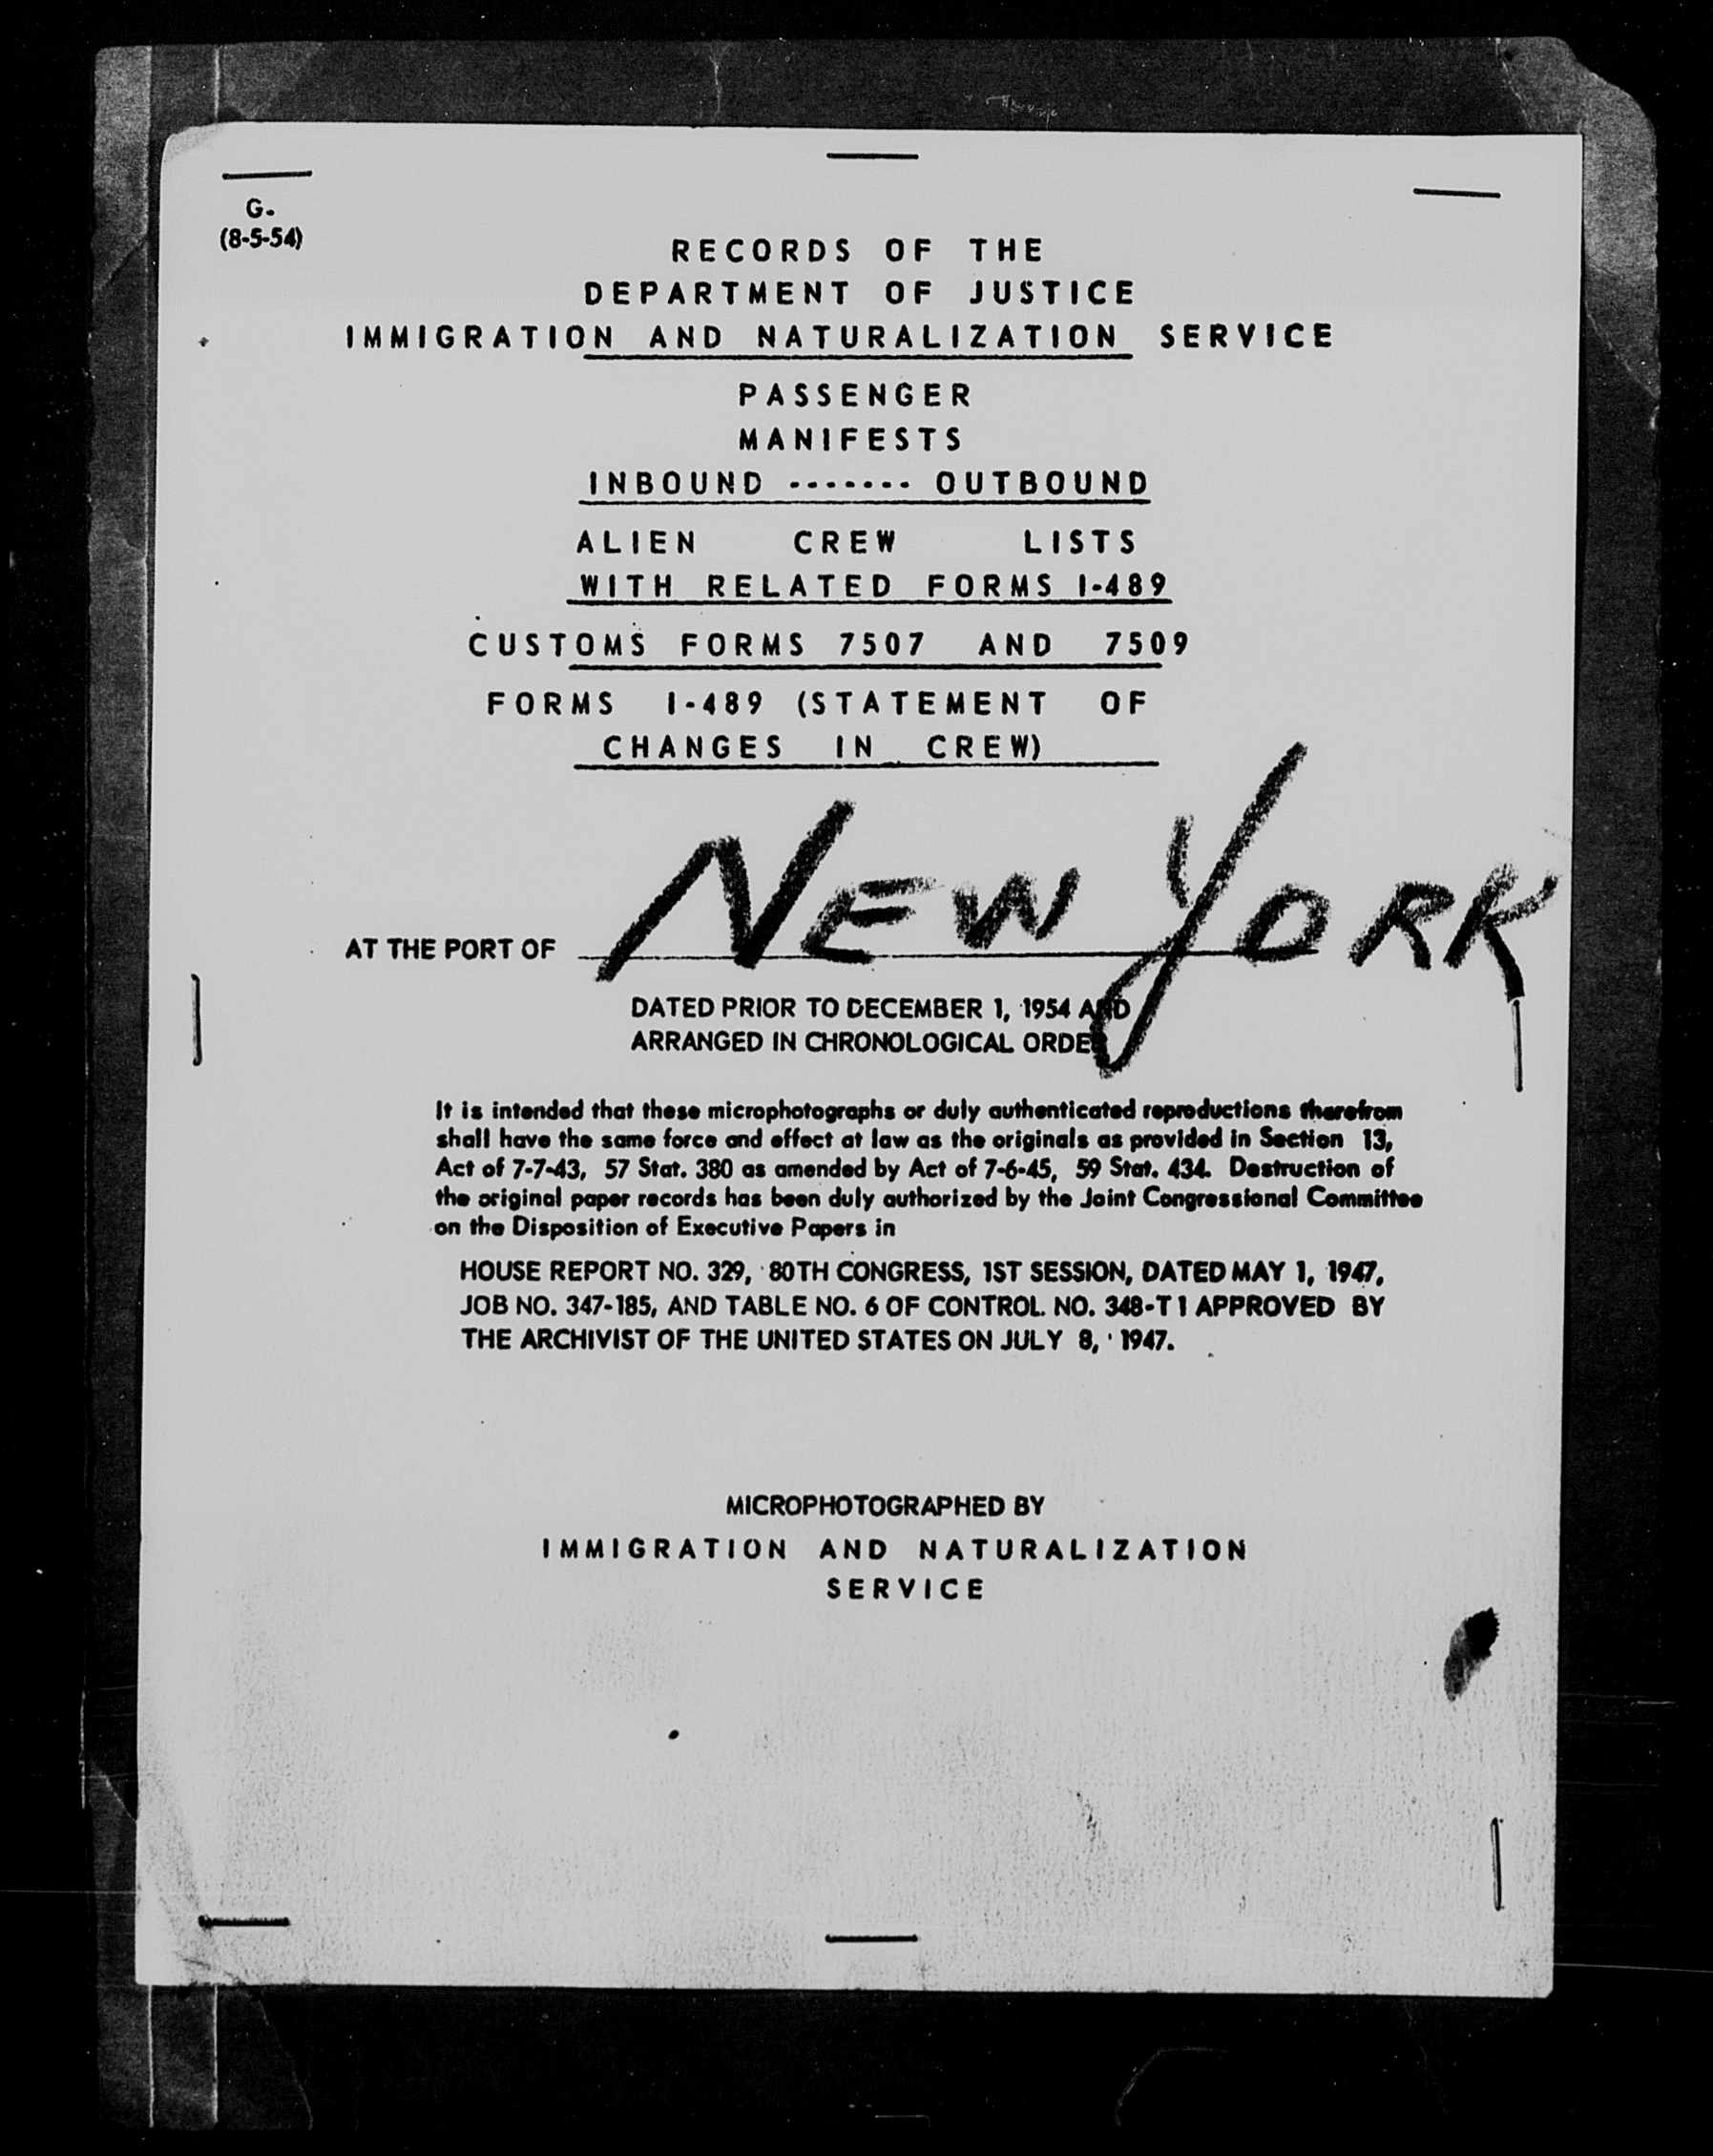 G.
(8-5-54)
RECORDS OF THE
DEPARTMENT OF JUSTICE
IMMIGRATION AND NATURALIZATION SERVICE
PASSENGER
MANIFESTS
INBOUND ------- OUTBOUND
ALIEN CREW LISTS
WITH RELATED FORMS I-489
CUSTOMS FORMS 7507 AND 7509
FORMS I-489 (STATEMENT OF
CHANGES IN CREW)
AT THE PORT OF NEW YORK
DATED PRIOR TO DECEMBER 1, 1954 AND
ARRANGED IN CHRONOLOGICAL ORDER
It is intended that these microphotographs or duly authenticated reproductions therefrom
shall have the same force and effect at law as the originals as provided in Section 13,
Act of 7-7-43, 57 Stat. 380 as amended by Act of 7-6-45, 59 Stat. 434. Destruction of
the original paper records has been duly authorized by the Joint Congressional Committee
on the Disposition of Executive Papers in
HOUSE REPORT NO. 329, 80TH CONGRESS, 1ST SESSION, DATED MAY 1, 1947,
JOB NO. 347-185, AND TABLE NO. 6 OF CONTROL NO. 348-T1 APPROVED BY
THE ARCHIVIST OF THE UNITED STATES ON JULY 8, 1947.
MICROPHOTOGRAPHED BY
IMMIGRATION AND NATURALIZATION
SERVICE